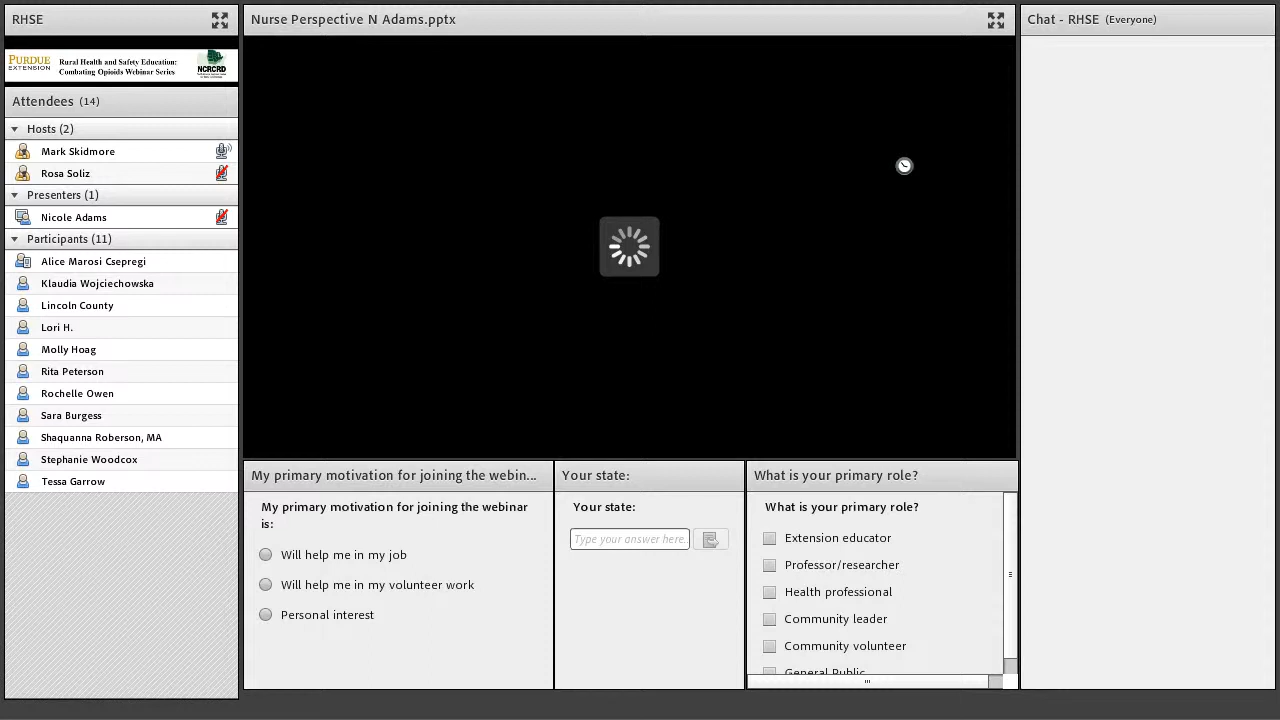 RHSE
PURDUE
EXTENSION
Rural Health and Safety Education:
Combating Opioids Webinar Series
NCRCRD
Attendees (14)
Hosts (2)
Mark Skidmore
Rosa Soliz
Presenters (1)
Nicole Adams
Participants (11)
Alice Marosi Csepregi
Klaudia Wojciechowska
Lincoln County
Lori H.
Molly Hoag
Rita Peterson
Rochelle Owen
Sara Burgess
Shaquanna Roberson, MA
Stephanie Woodcox
Tessa Garrow
Nurse Perspective N Adams.pptx
My primary motivation for joining the webin...
My primary motivation for joining the webinar
is:
Will help me in my job
Will help me in my volunteer work
Personal interest
Your state:
Your state:
Type your answer here.
What is your primary role?
What is your primary role?
Extension educator
Professor/researcher
Health professional
Community leader
Community volunteer
General Public
Chat - RHSE (Everyone)